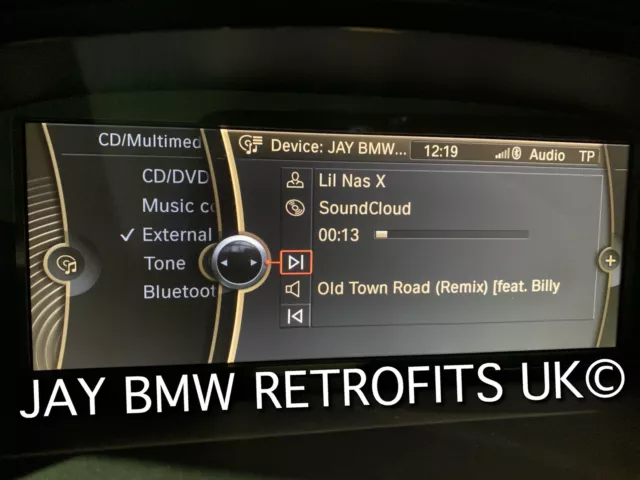 CD/Multimed
Device: JAY BMW... 12:19 Audio TP
CD/DVD
Music co
✓ External
Tone
Bluetoot
Lil Nas X
SoundCloud
00:13
Old Town Road (Remix) [feat. Billy
JAY BMW RETROFITS UK©